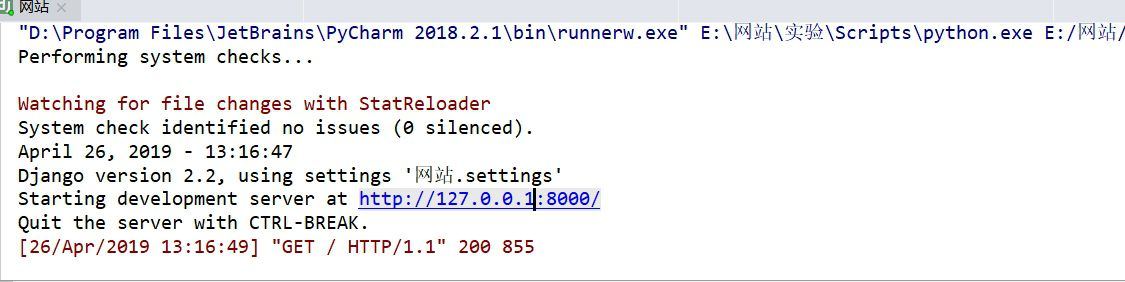 网站
"D:\Program Files\JetBrains\PyCharm 2018.2.1\bin\runnerw.exe" E:\网站\实验\Scripts\python.exe E:/网站/
Performing system checks...
Watching for file changes with StatReloader
System check identified no issues (0 silenced).
April 26, 2019 - 13:16:47
Django version 2.2, using settings '网站.settings'
Starting development server at http://127.0.0.1:8000/
Quit the server with CTRL-BREAK.
[26/Apr/2019 13:16:49] "GET / HTTP/1.1" 200 855